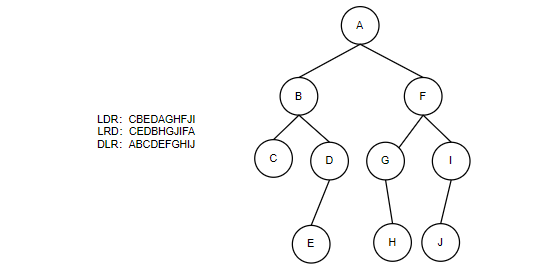 A
B
F
LDR: CBEDAGHFJI
LRD: CEDBHGJIFA
DLR: ABCDEFGHIJ
C
D
G
I
E
H
J